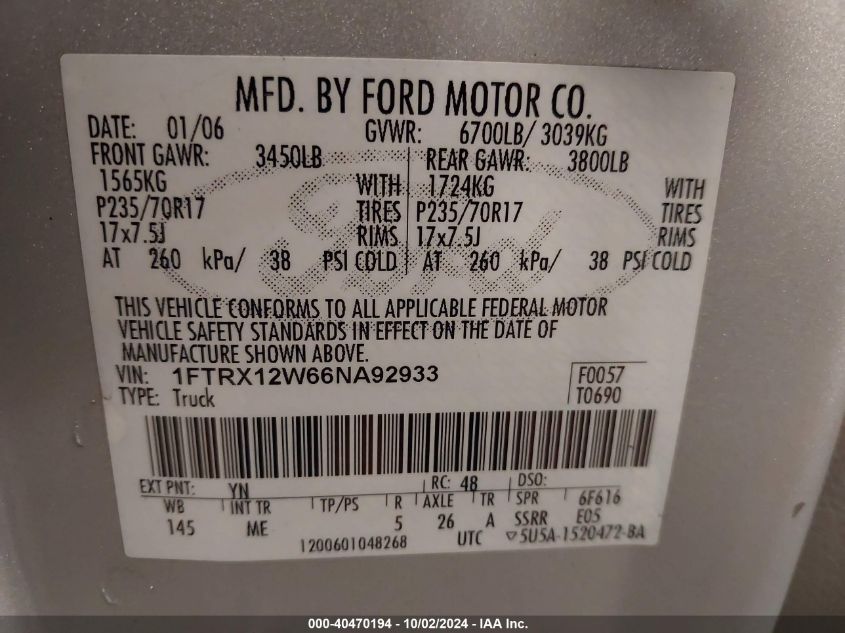 MFD. BY FORD MOTOR CO.
DATE: 01/06 GVWR: 6700LB/ 3039KG
FRONT GAWR: 3450LB REAR GAWR: 3800LB
1565KG WITH 1724KG WITH
P235/70R17 TIRES P235/70R17 TIRES
17x7.5J RIMS 17x7.5J RIMS
AT 260 kPa/ 38 PSI COLD AT 260 kPa/ 38 PSI COLD
Ford
THIS VEHICLE CONFORMS TO ALL APPLICABLE FEDERAL MOTOR
VEHICLE SAFETY STANDARDS IN EFFECT ON THE DATE OF
MANUFACTURE SHOWN ABOVE.
VIN: 1FTRX12W66NA92933 F0057
TYPE: Truck T0690
EXT PNT: YN RC: 48 DSO:
WB INT TR TP/PS R AXLE TR SPR 6F616
145 ME 5 26 A SSRR E05
1200601048268 UTC ▽5U5A-1520472-BA
000-40470194 - 10/02/2024 - IAA Inc.